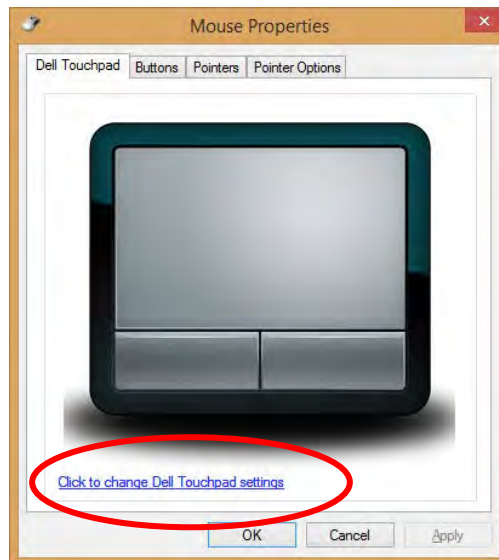 Mouse Properties
Dell Touchpad Buttons Pointers Pointer Options
Click to change Dell Touchpad settings
OK Cancel Apply